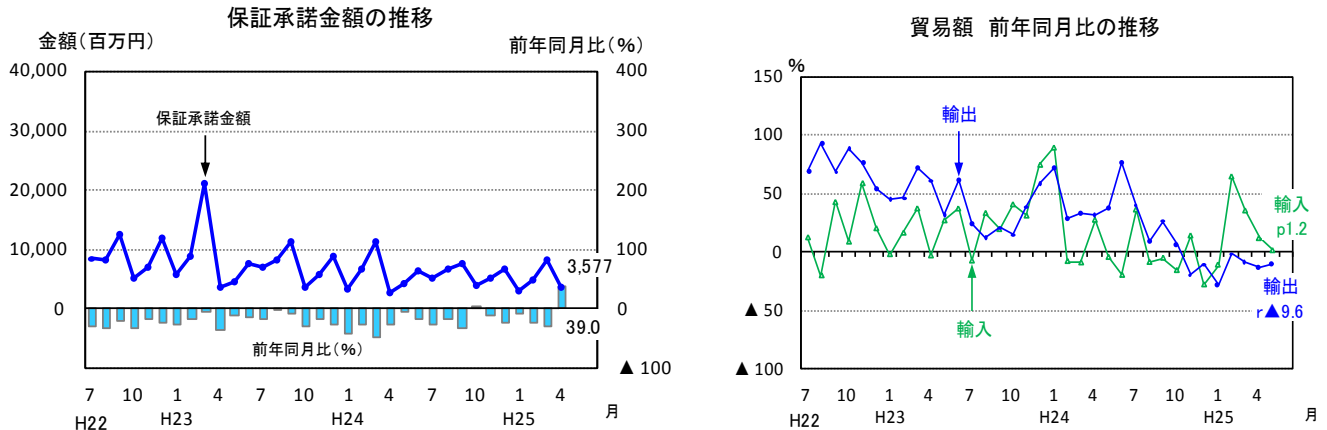 保証承諾金額の推移
金額(百万円)
前年同月比(%)
40,000
400
30,000
300
保証承諾金額
20,000
200
10,000
100
3,577
0
0
39.0
前年同月比(%)
▲ 100
7 10 1 4 7 10 1 4 7 10 1 4
月
H22 H23 H24 H25
貿易額 前年同月比の推移
%
150
輸出
100
50
輸入
p1.2
0
輸出
r▲9.6
▲ 50
輸入
▲ 100
7 10 1 4 7 10 1 4 7 10 1 4
月
H22 H23 H24 H25